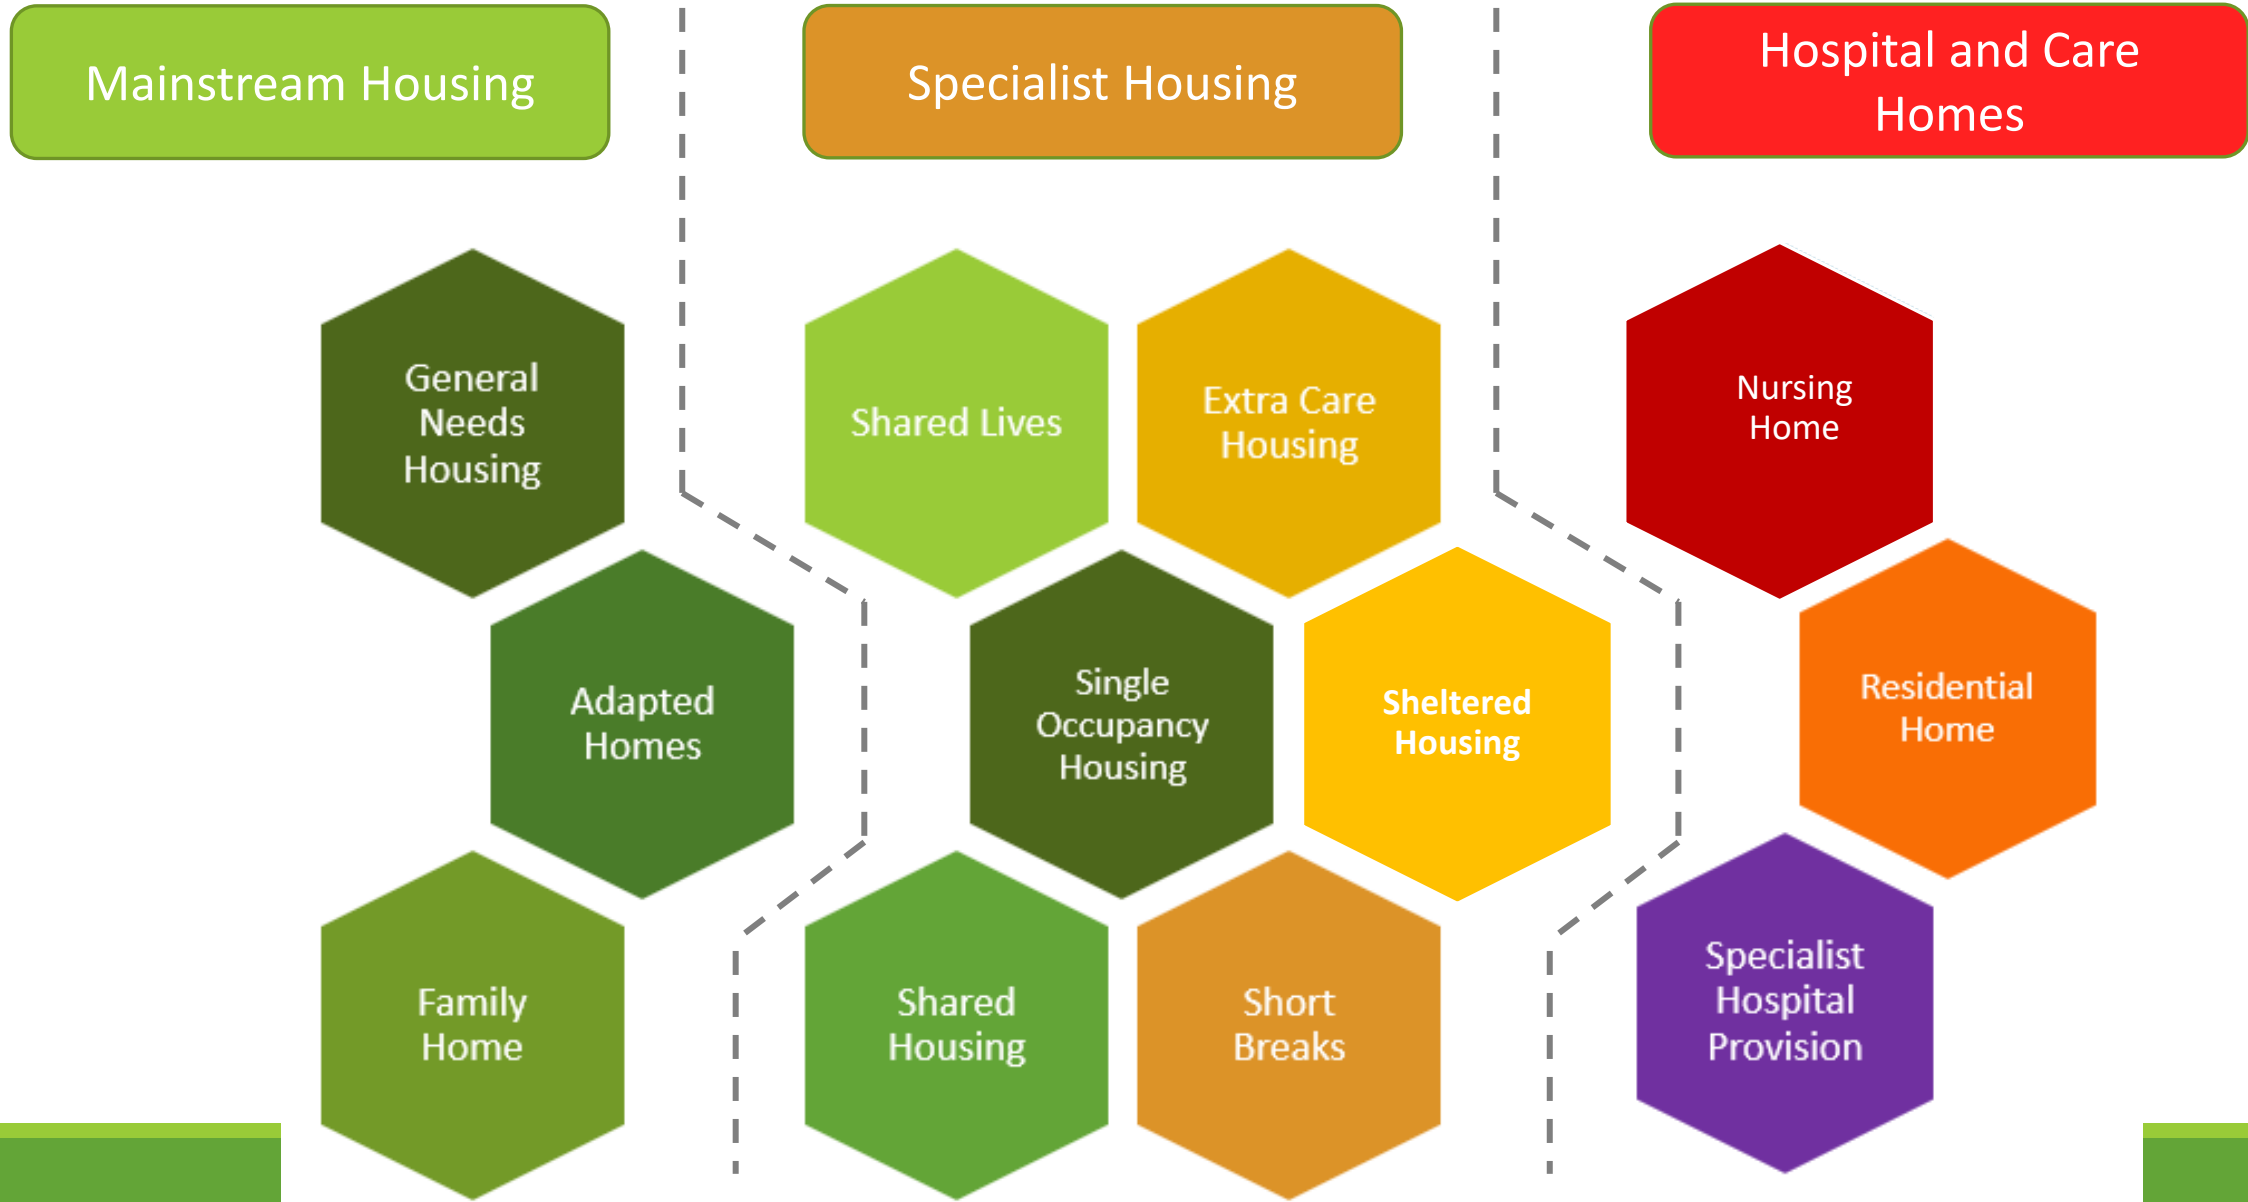 Mainstream Housing
Specialist Housing
Hospital and Care
Homes
General
Needs
Housing
Shared Lives
Extra Care
Housing
Nursing
Home
Adapted
Homes
Single
Occupancy
Housing
Sheltered
Housing
Residential
Home
Family
Home
Shared
Housing
Short
Breaks
Specialist
Hospital
Provision